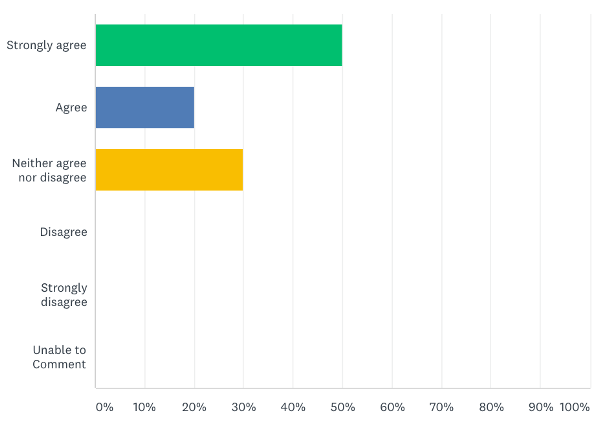 Strongly agree
Agree
Neither agree
nor disagree
Disagree
Strongly
disagree
Unable to
Comment
0% 10% 20% 30% 40% 50% 60% 70% 80% 90% 100%